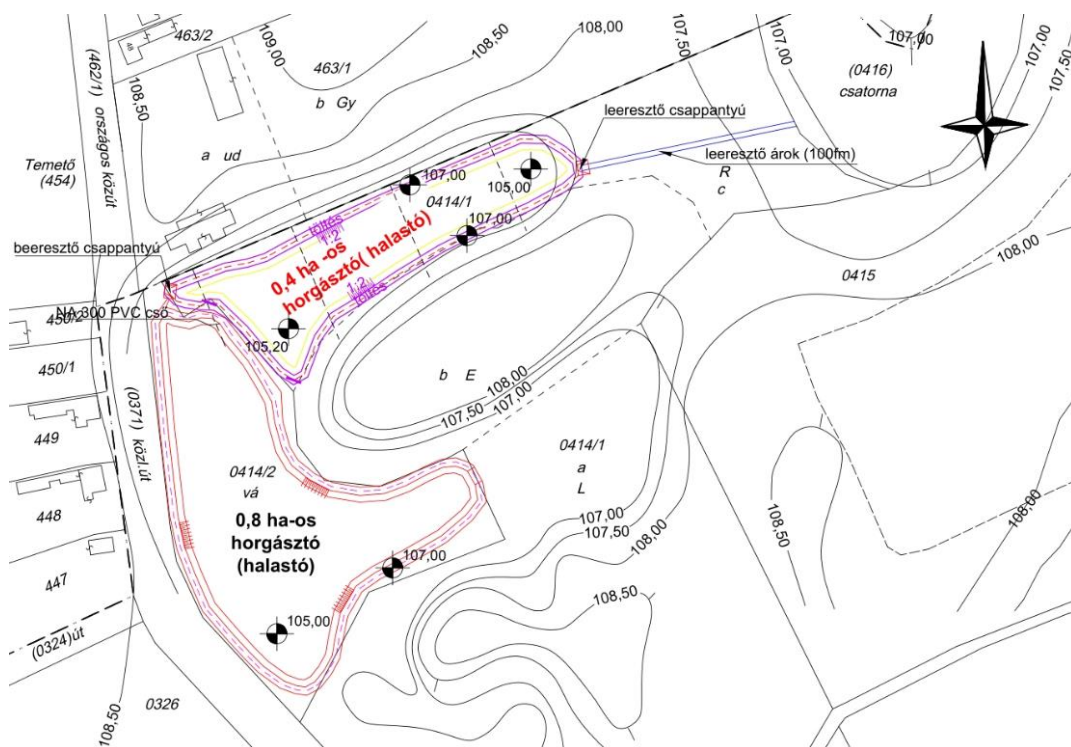 463/2
109,00
108,50
108,00
107,50
107,00
107,00
107,00
107,50
(0416)
csatorna
(462/1) országos közút
108,50
463/1
b Gy
a ud
Temető
(454)
leeresztő csappantyú
leeresztő árok (100fm)
R
c
107,00
105,00
0414/1
107,00
töltés
1:2
0,4 ha -os
horgásztó( halastó)
1:2
töltés
beeresztő csappantyú
NA 300 PVC cső
450/2
105,20
0415
108,00
450/1
b E
108,00
107,50
107,00
(0371) közl.út
449
0414/2
vá
0414/1
a
L
448
0,8 ha-os
horgásztó
(halastó)
107,00
107,50
108,00
108,50
108,00
107,00
447
108,50
105,00
(0324)út
0326
108,50